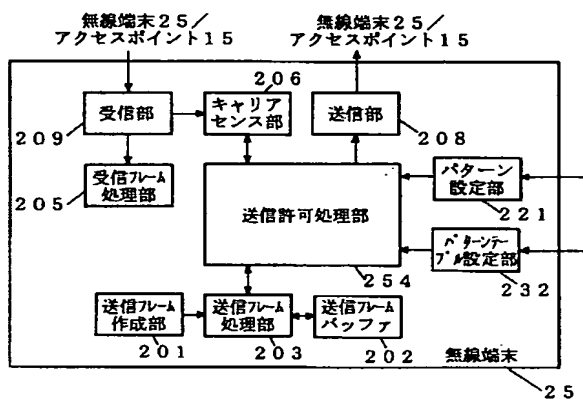 無線端末25／
アクセスポイント15
無線端末25／
アクセスポイント15
206
受信部
キャリア
センス部
送信部
209
208
受信フレーム
処理部
205
送信許可処理部
パターン
設定部
221
パターンテー
ブル設定部
232
254
送信フレーム
作成部
送信フレーム
処理部
送信フレーム
バッファ
201
203
202
無線端末
25